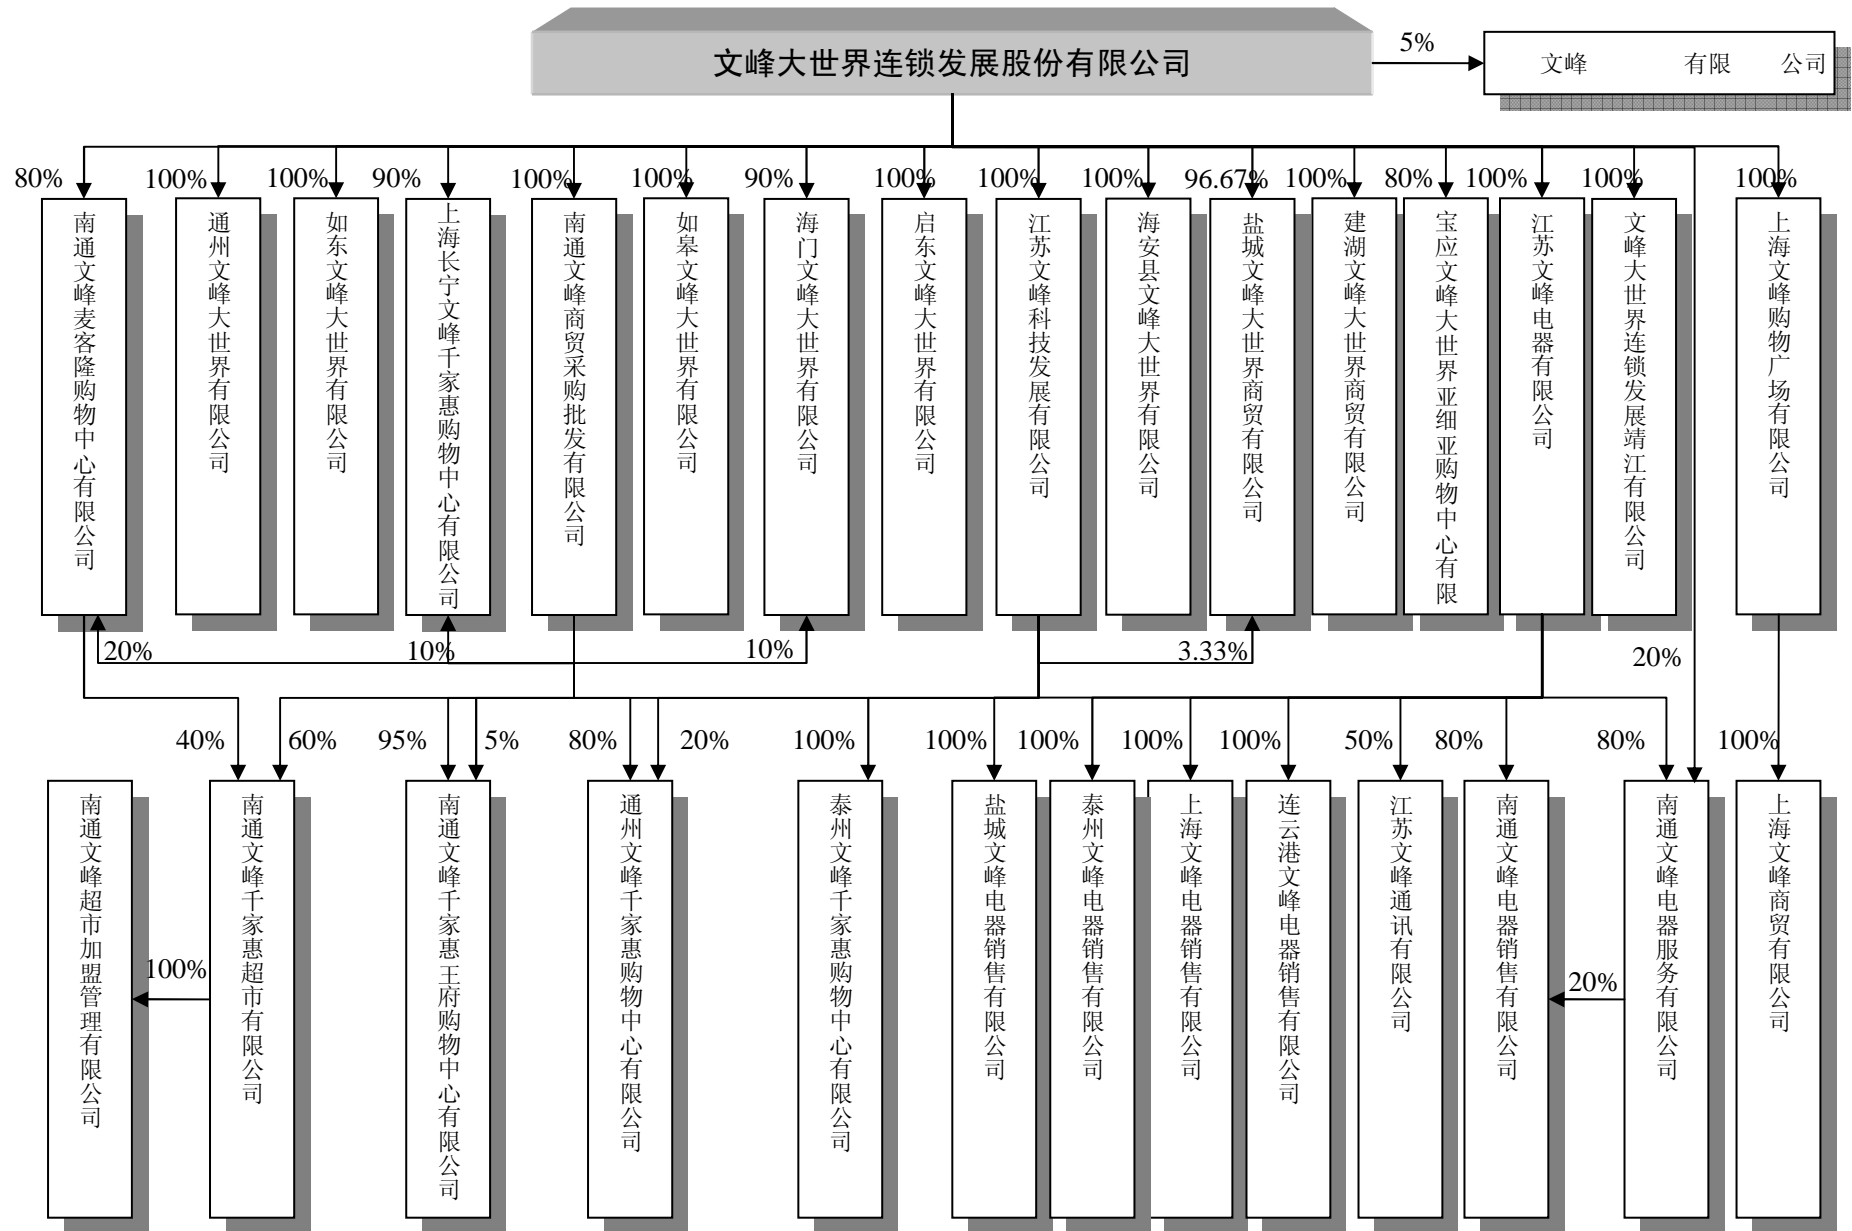 文峰大世界连锁发展股份有限公司
5%
文峰 有限 公司
80%
100%
100%
90%
100%
100%
90%
100%
100%
100%
96.67%
100%
80%
100%
100%
100%
南通文峰麦客隆购物中心有限公司
通州文峰大世界有限公司
如东文峰大世界有限公司
上海长宁文峰千家惠购物中心有限公司
南通文峰商贸采购批发有限公司
如皋文峰大世界有限公司
海门文峰大世界有限公司
启东文峰大世界有限公司
江苏文峰科技发展有限公司
海安县文峰大世界有限公司
盐城文峰大世界商贸有限公司
建湖文峰大世界商贸有限公司
宝应文峰大世界亚细亚购物中心有限
江苏文峰电器有限公司
文峰大世界连锁发展靖江有限公司
上海文峰购物广场有限公司
20%
10%
10%
3.33%
20%
40%
60%
95%
5%
80%
20%
100%
100%
100%
100%
100%
50%
80%
80%
100%
南通文峰超市加盟管理有限公司
100%
南通文峰千家惠超市有限公司
南通文峰千家惠王府购物中心有限公司
通州文峰千家惠购物中心有限公司
泰州文峰千家惠购物中心有限公司
盐城文峰电器销售有限公司
泰州文峰电器销售有限公司
上海文峰电器销售有限公司
连云港文峰电器销售有限公司
江苏文峰通讯有限公司
南通文峰电器销售有限公司
20%
南通文峰电器服务有限公司
上海文峰商贸有限公司